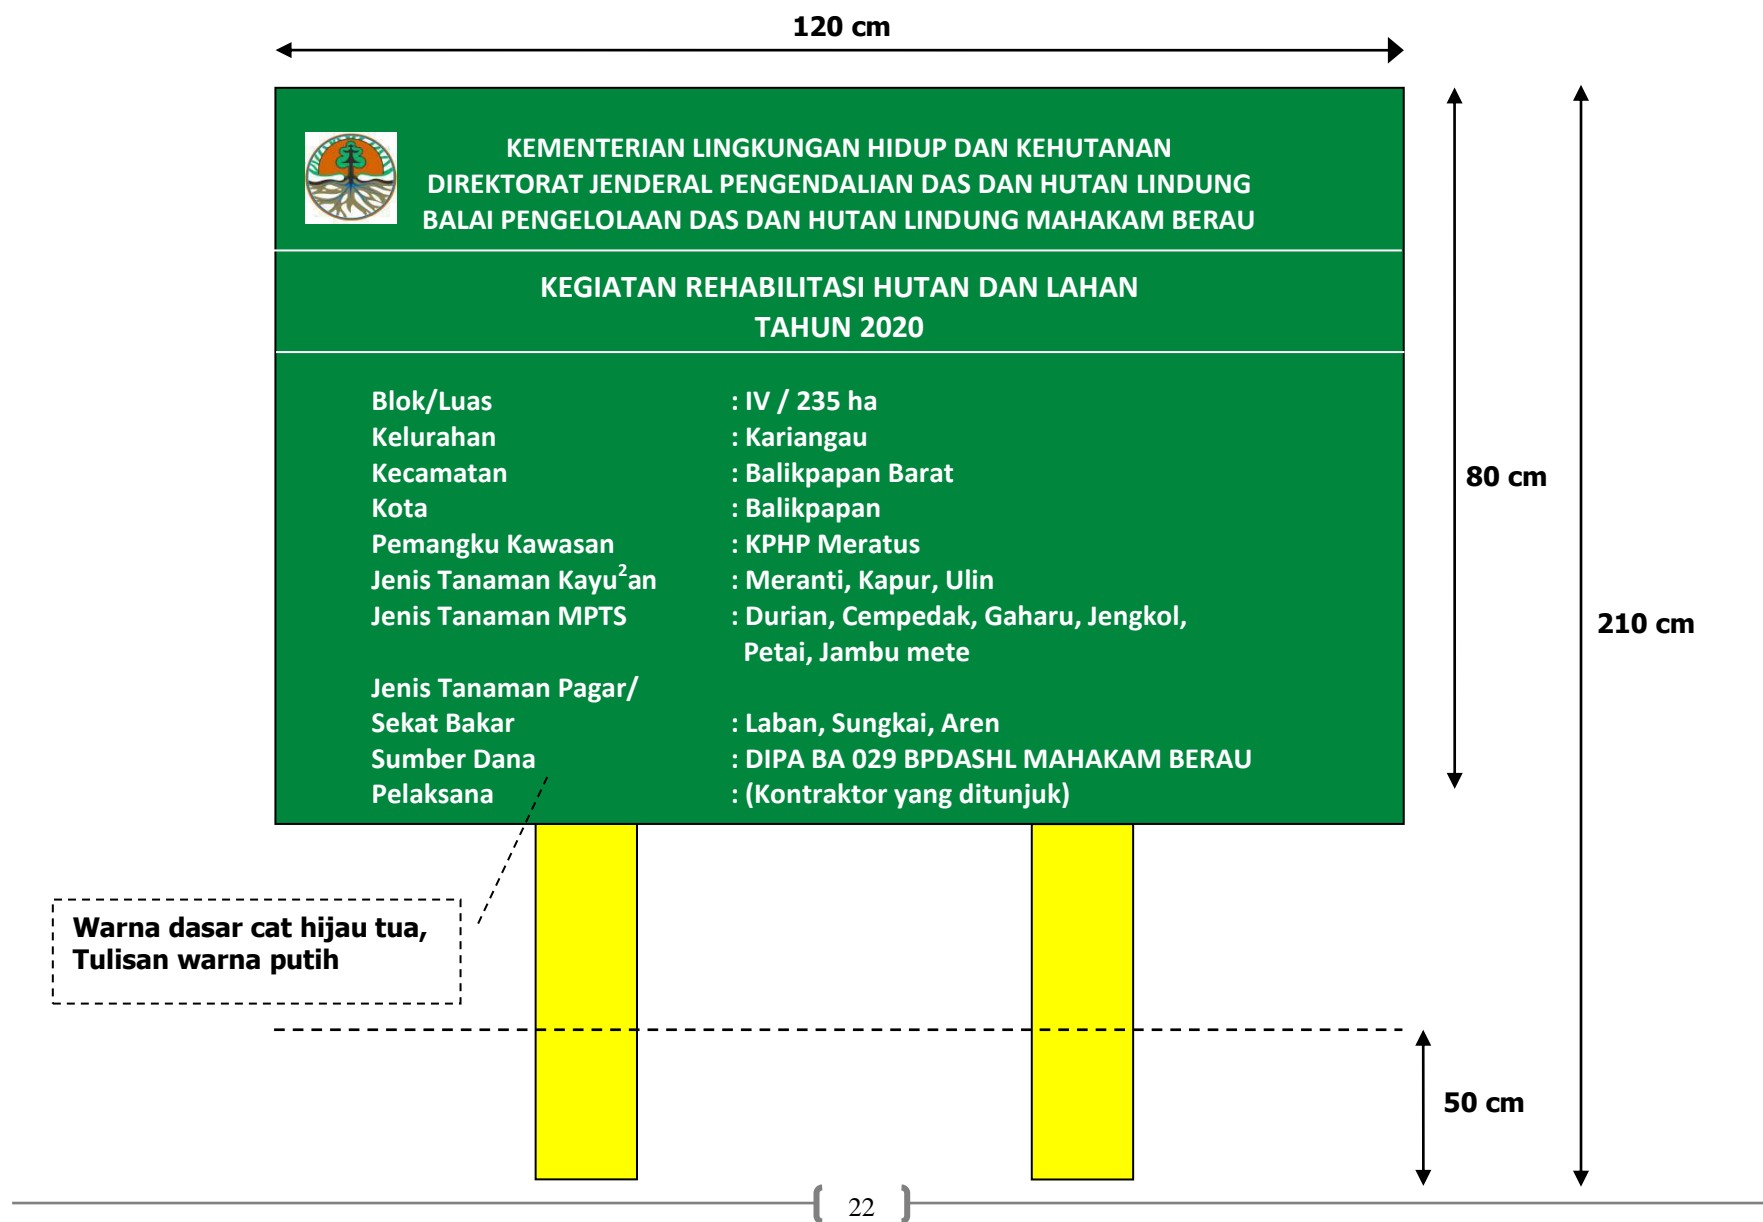 120 cm
KEMENTERIAN LINGKUNGAN HIDUP DAN KEHUTANAN
DIREKTORAT JENDERAL PENGENDALIAN DAS DAN HUTAN LINDUNG
BALAI PENGELOLAAN DAS DAN HUTAN LINDUNG MAHAKAM BERAU
KEGIATAN REHABILITASI HUTAN DAN LAHAN
TAHUN 2020
Blok/Luas : IV / 235 ha
Kelurahan : Kariangau
Kecamatan : Balikpapan Barat
Kota : Balikpapan
Pemangku Kawasan : KPHP Meratus
Jenis Tanaman Kayu²an : Meranti, Kapur, Ulin
Jenis Tanaman MPTS : Durian, Cempedak, Gaharu, Jengkol,
Petai, Jambu mete
Jenis Tanaman Pagar/
Sekat Bakar : Laban, Sungkai, Aren
Sumber Dana : DIPA BA 029 BPDASHL MAHAKAM BERAU
Pelaksana : (Kontraktor yang ditunjuk)
80 cm
210 cm
Warna dasar cat hijau tua,
Tulisan warna putih
50 cm
22